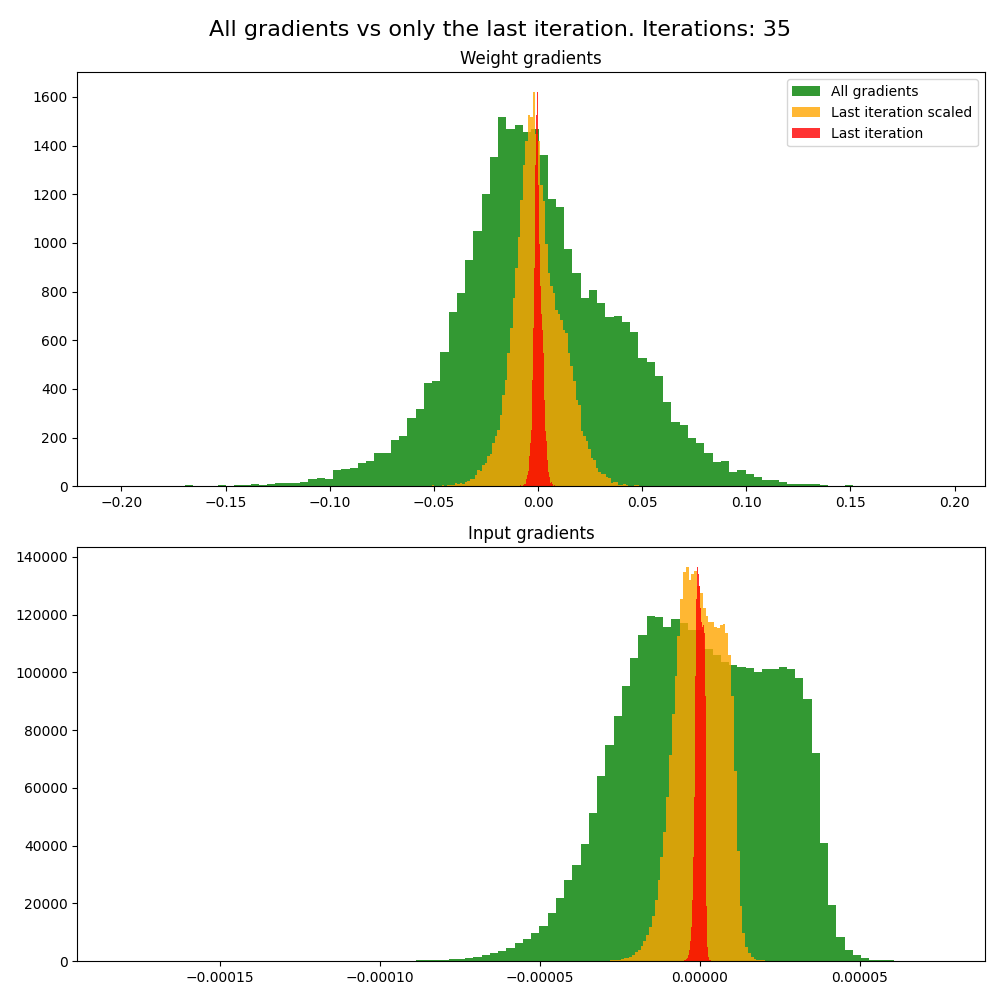 All gradients vs only the last iteration. Iterations: 35
Weight gradients
1600
1400
1200
1000
800
600
400
200
0
All gradients
Last iteration scaled
Last iteration
−0.20 −0.15 −0.10 −0.05 0.00 0.05 0.10 0.15 0.20
Input gradients
140000
120000
100000
80000
60000
40000
20000
0
−0.00015 −0.00010 −0.00005 0.00000 0.00005